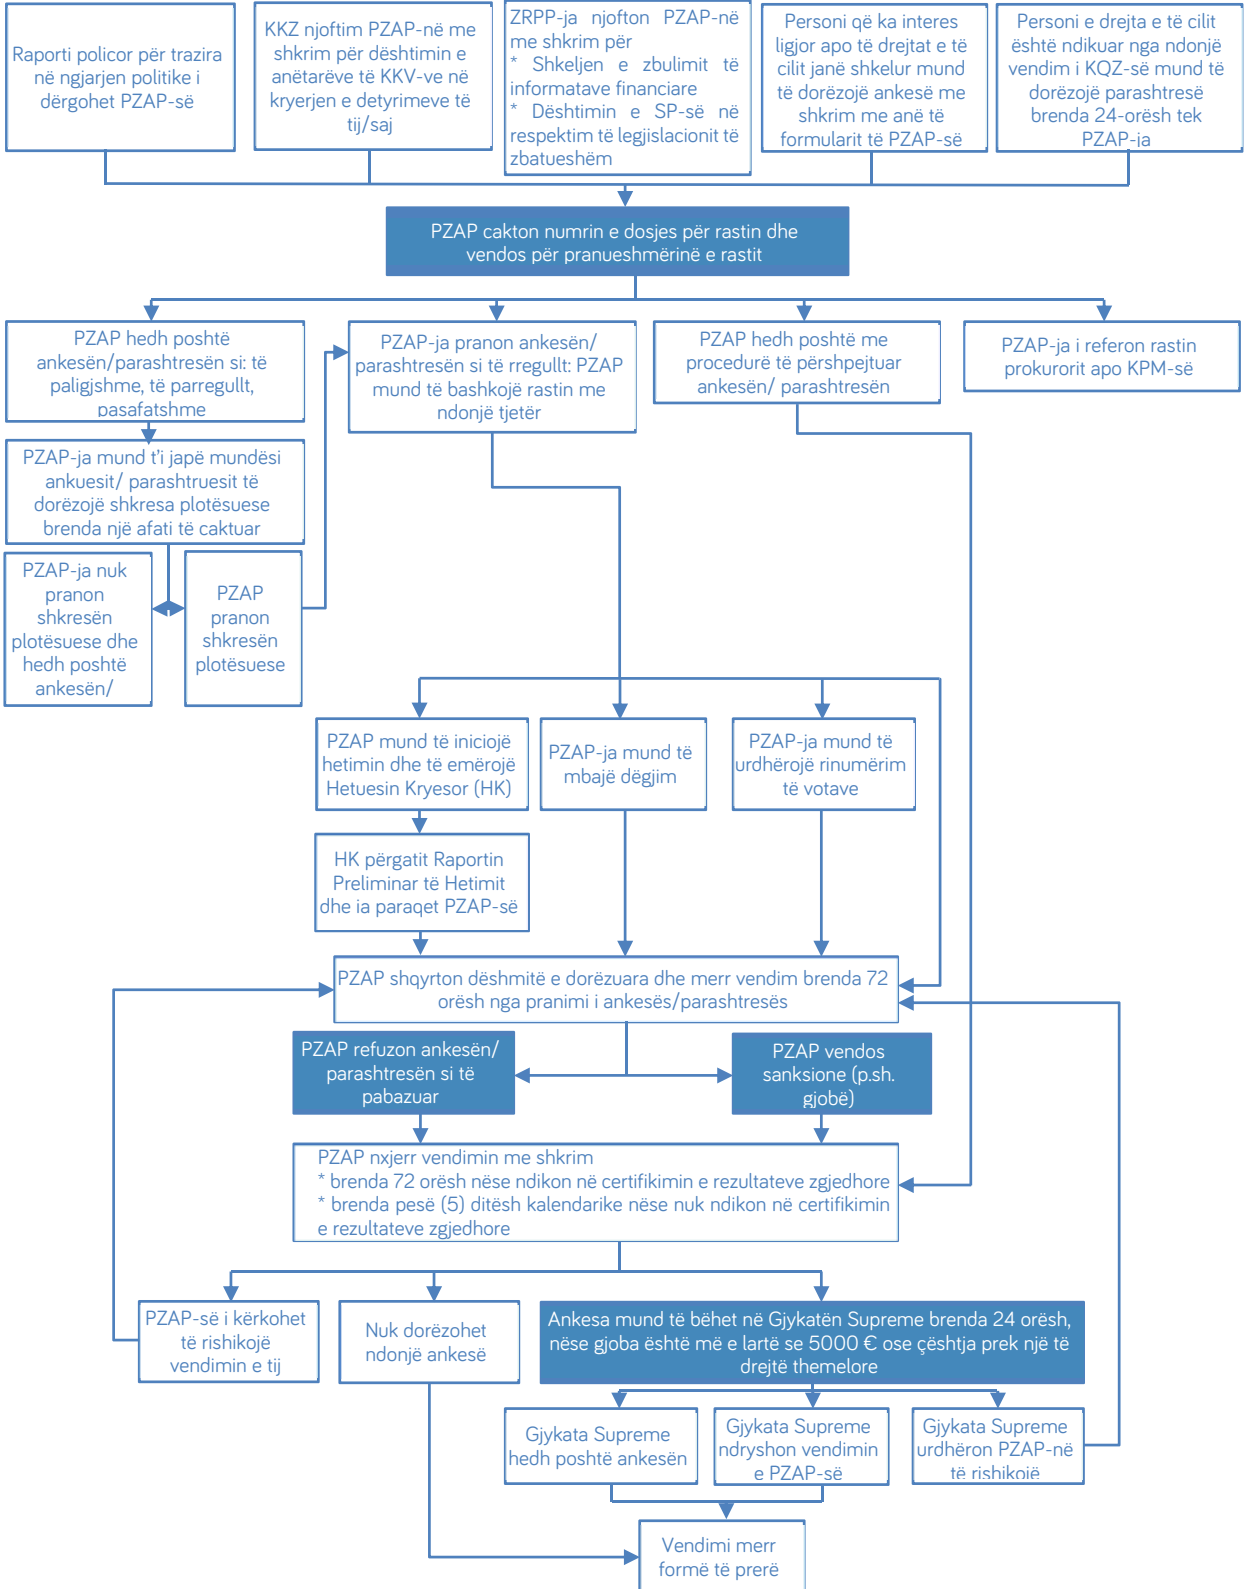 Raporti policor për trazira
në ngjarjen politike i
dërgohet PZAP-së
KKZ njoftim PZAP-në me
shkrim për dështimin e
anëtarëve të KKV-ve në
kryerjen e detyrimeve të
tij/saj
ZRPP-ja njofton PZAP-në
me shkrim për
* Shkeljen e zbulimit të
informatave financiare
* Dështimin e SP-së në
respektim të legjislacionit të
zbatueshëm
Personi që ka interes
ligjor apo të drejtat e të
cilit janë shkelur mund
të dorëzojë ankesë me
shkrim me anë të
formularit të PZAP-së
Personi e drejta e të cilit
është ndikuar nga ndonjë
vendim i KQZ-së mund të
dorëzojë parashtresë
brenda 24-orësh tek
PZAP-ja
PZAP cakton numrin e dosjes për rastin dhe
vendos për pranueshmërinë e rastit
PZAP hedh poshtë
ankesën/parashtresën si: të
paligjshme, të parregullt,
pasafatshme
PZAP-ja pranon ankesën/
parashtresën si të rregullt: PZAP
mund të bashkojë rastin me
ndonjë tjetër
PZAP hedh poshtë me
procedurë të përshpejtuar
ankesën/ parashtresën
PZAP-ja i referon rastin
prokurorit apo KPM-së
PZAP-ja mund t'i japë mundësi
ankuesit/ parashtruesit të
dorëzojë shkresa plotësuese
brenda një afati të caktuar
PZAP-ja nuk
pranon
shkresën
plotësuese dhe
hedh poshtë
ankesën/
PZAP
pranon
shkresën
plotësuese
PZAP mund të iniciojë
hetimin dhe të emërojë
Hetuesin Kryesor (HK)
PZAP-ja mund të
mbajë dëgjim
PZAP-ja mund të
urdhërojë rinumërim
të votave
HK përgatit Raportin
Preliminar të Hetimit
dhe ia paraqet PZAP-së
PZAP shqyrton dëshmitë e dorëzuara dhe merr vendim brenda 72
orësh nga pranimi i ankesës/parashtresës
PZAP refuzon ankesën/
parashtresën si të
pabazuar
PZAP vendos
sanksione (p.sh.
gjobë)
PZAP nxjerr vendimin me shkrim
* brenda 72 orësh nëse ndikon në certifikimin e rezultateve zgjedhore
* brenda pesë (5) ditësh kalendarike nëse nuk ndikon në certifikimin
e rezultateve zgjedhore
PZAP-së i kërkohet
të rishikojë
vendimin e tij
Nuk dorëzohet
ndonjë ankesë
Ankesa mund të bëhet në Gjykatën Supreme brenda 24 orësh,
nëse gjoba është më e lartë se 5000 € ose çështja prek një të
drejtë themelore
Gjykata Supreme
hedh poshtë ankesën
Gjykata Supreme
ndryshon vendimin
e PZAP-së
Gjykata Supreme
urdhëron PZAP-në
të rishikojë
Vendimi merr
formë të prerë